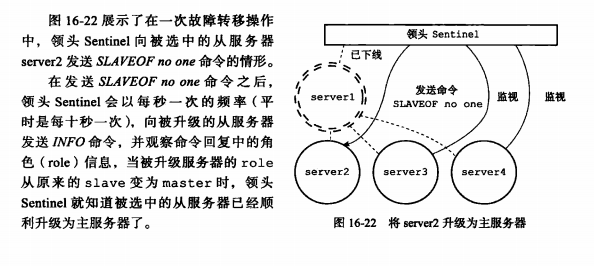 图 16-22 展示了在一次故障转移操作
中，领头 Sentinel 向被选中的从服务器
server2 发送 SLAVEOF no one 命令的情形。
在发送 SLAVEOF no one 命令之后，
领头 Sentinel 会以每秒一次的频率（平
时是每十秒一次），向被升级的从服务器
发送 INFO 命令，并观察命令回复中的角
色（role）信息，当被升级服务器的 role
从原来的 slave 变为 master 时，领头
Sentinel 就知道被选中的从服务器已经顺
利升级为主服务器了。
领头 Sentinel
已下线
server1
发送命令
SLAVEOF no one
监视
监视
server2
server3
server4
图 16-22 将 server2 升级为主服务器